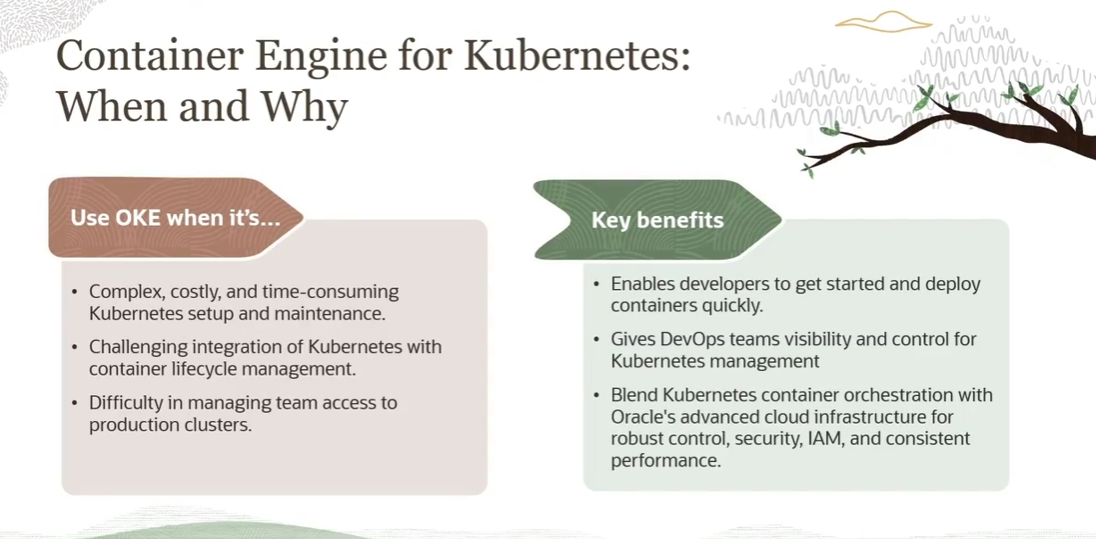 Container Engine for Kubernetes:
When and Why
Use OKE when it's...
• Complex, costly, and time-consuming
Kubernetes setup and maintenance.
• Challenging integration of Kubernetes with
container lifecycle management.
• Difficulty in managing team access to
production clusters.
Key benefits
• Enables developers to get started and deploy
containers quickly.
• Gives DevOps teams visibility and control for
Kubernetes management
• Blend Kubernetes container orchestration with
Oracle's advanced cloud infrastructure for
robust control, security, IAM, and consistent
performance.